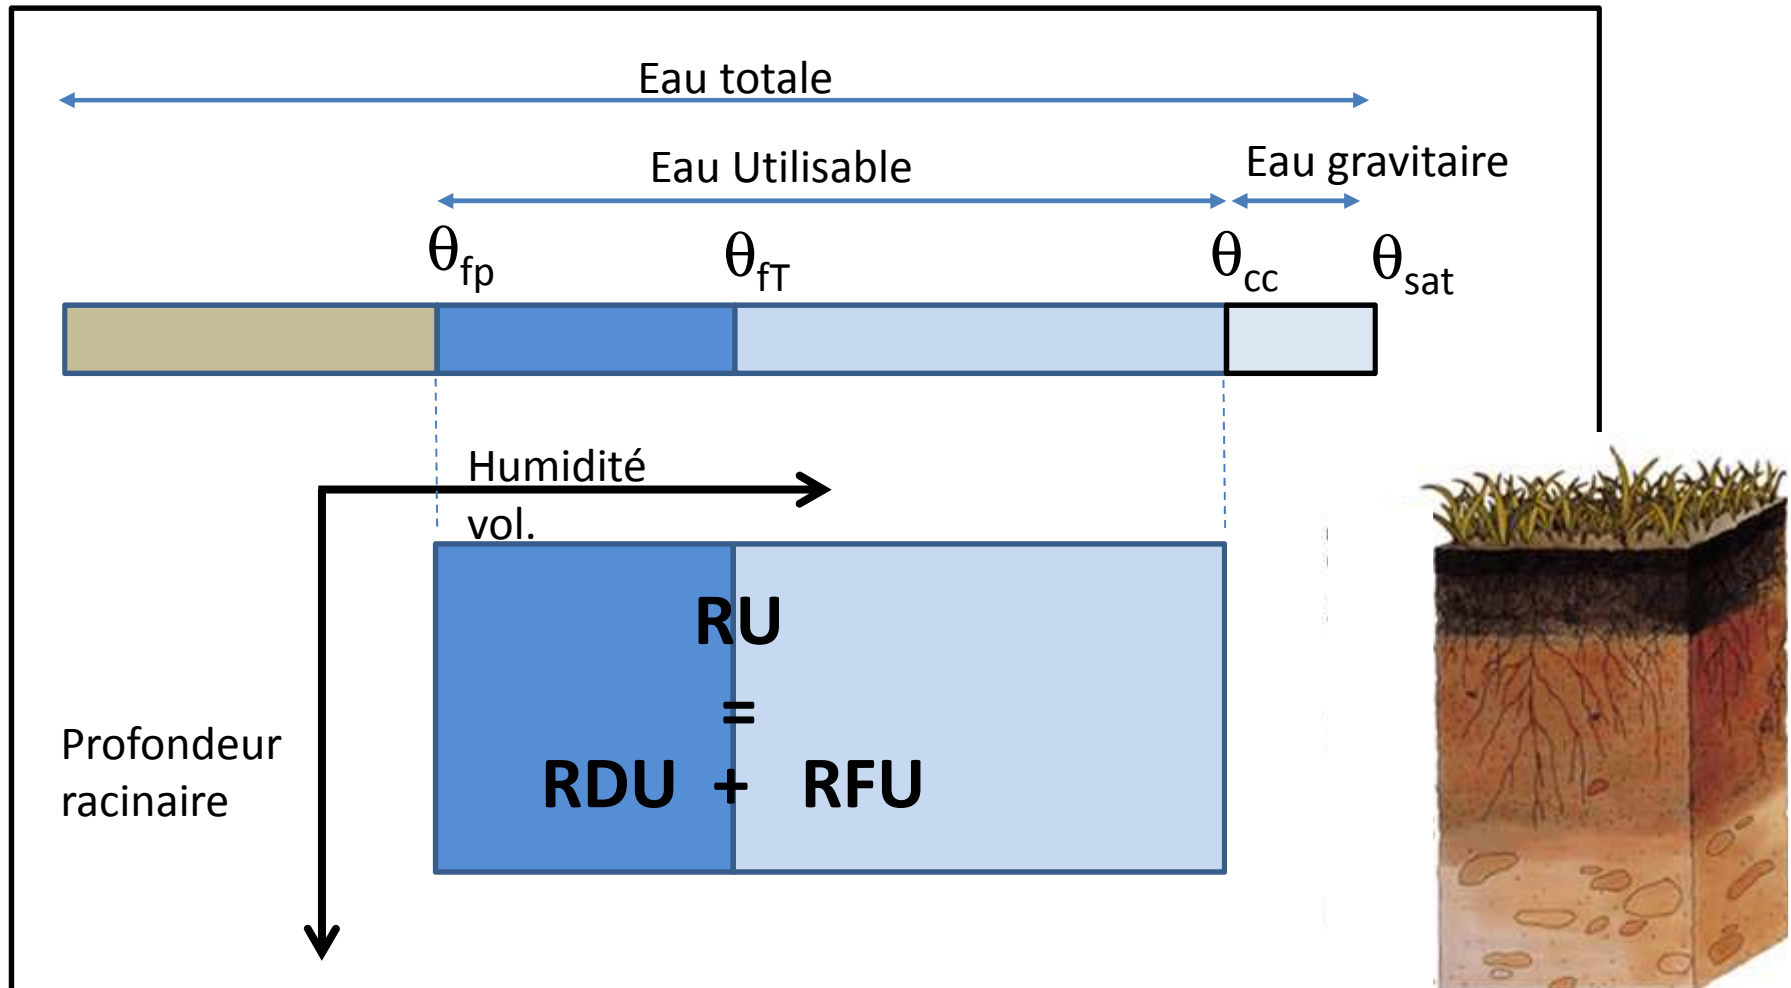 Eau totale
Eau Utilisable
Eau gravitaire
θfp
θfT
θcc
θsat
Humidité
vol.
RU
=
RDU + RFU
Profondeur
racinaire